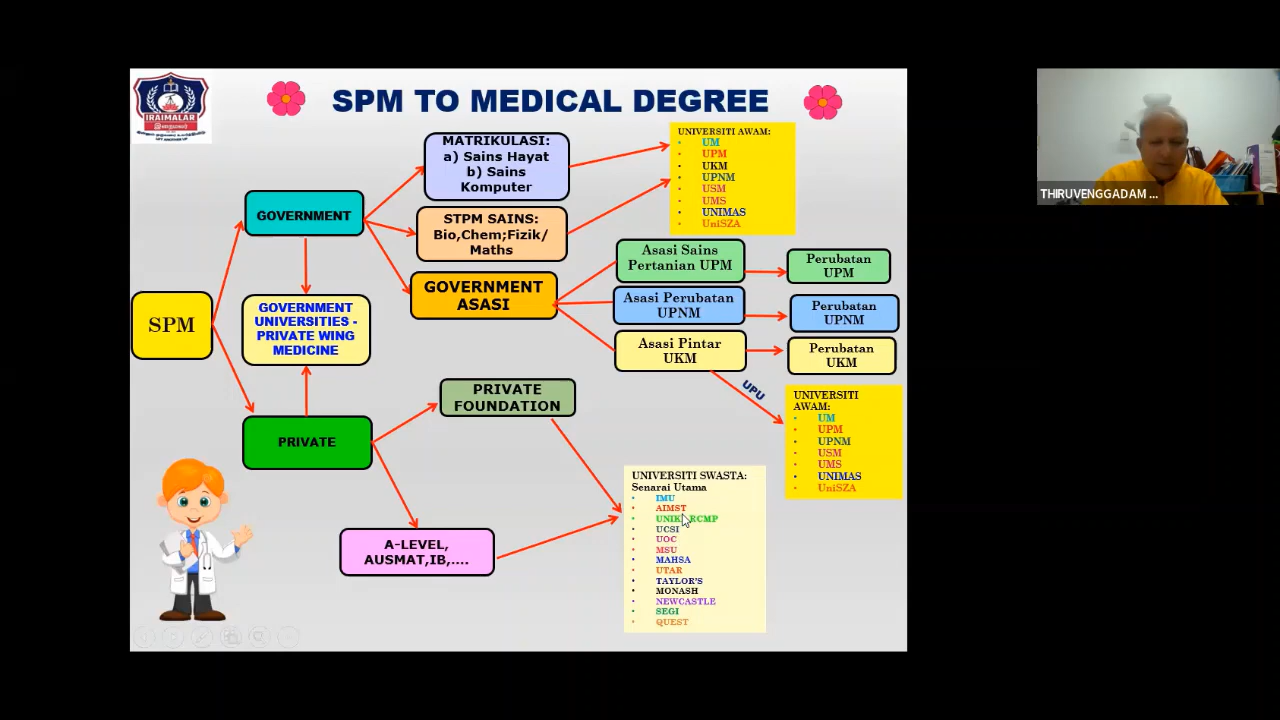 SPM TO MEDICAL DEGREE
IRAIMALAR
MATRIKULASI:
a) Sains Hayat
b) Sains
Komputer
UNIVERSITI AWAM:
UM
UPM
UKM
UPNM
USM
UMS
UNIMAS
UniSZA
THIRUVENGGADAM ...
GOVERNMENT
STPM SAINS:
Bio,Chem;Fizik/
Maths
GOVERNMENT
ASASI
Asasi Sains
Pertanian UPM
Perubatan
UPM
Asasi Perubatan
UPNM
Perubatan
UPNM
Asasi Pintar
UKM
Perubatan
UKM
SPM
GOVERNMENT
UNIVERSITIES -
PRIVATE WING
MEDICINE
UPU
UNIVERSITI
AWAM:
UM
UPM
UPNM
USM
UMS
UNIMAS
UniSZA
PRIVATE
PRIVATE
FOUNDATION
A-LEVEL,
AUSMAT,IB,....
UNIVERSITI SWASTA:
Senarai Utama
IMU
AIMST
RCMP
UCSI
UOC
MSU
MAHSA
UTAR
TAYLOR'S
MONASH
NEWCASTLE
SEGI
QUEST